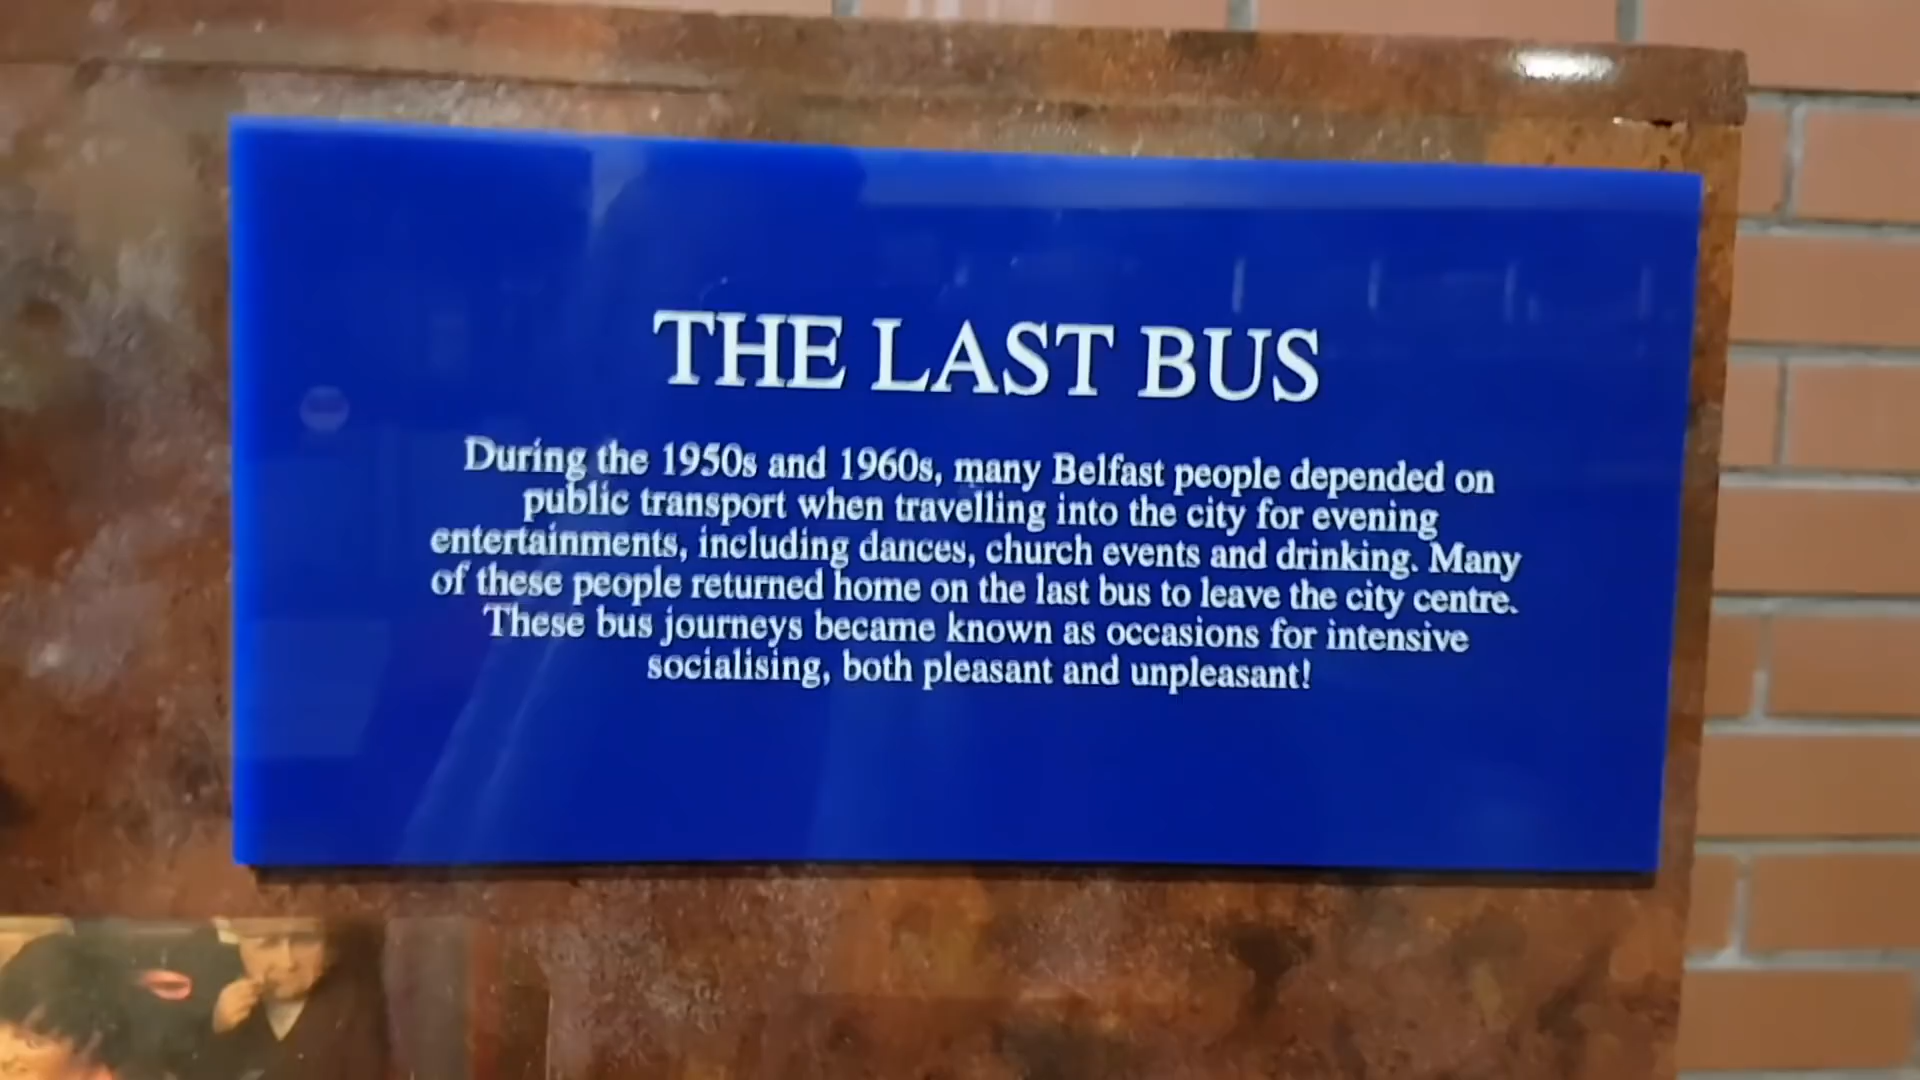 THE LAST BUS
During the 1950s and 1960s, many Belfast people depended on
public transport when travelling into the city for evening
entertainments, including dances, church events and drinking. Many
of these people returned home on the last bus to leave the city centre.
These bus journeys became known as occasions for intensive
socialising, both pleasant and unpleasant!